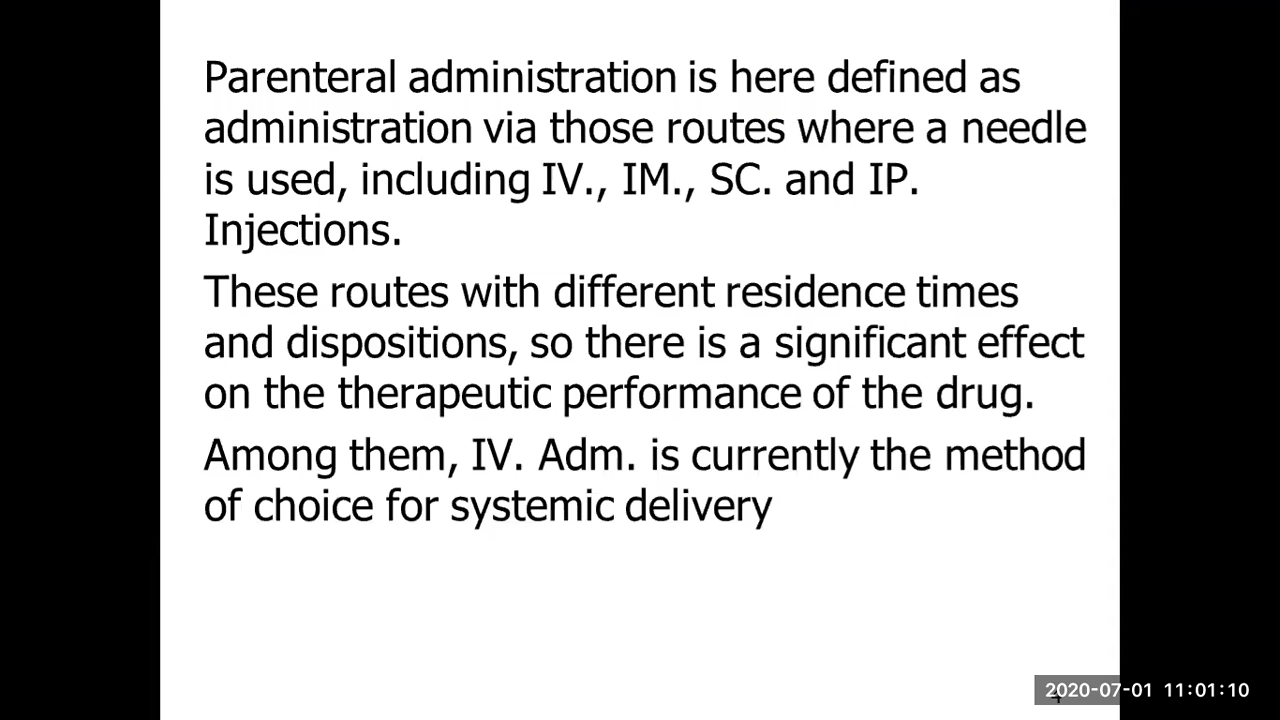 Parenteral administration is here defined as
administration via those routes where a needle
is used, including IV., IM., SC. and IP.
Injections.
These routes with different residence times
and dispositions, so there is a significant effect
on the therapeutic performance of the drug.
Among them, IV. Adm. is currently the method
of choice for systemic delivery
2020-07-01 11:01:10